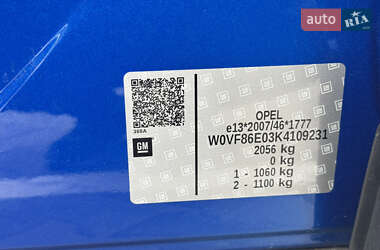 auto RIA
OPEL
e13*2007/46*1777
W0VF86E03K4109231
2056 kg
0 kg
1 - 1060 kg
2 - 1100 kg
GM